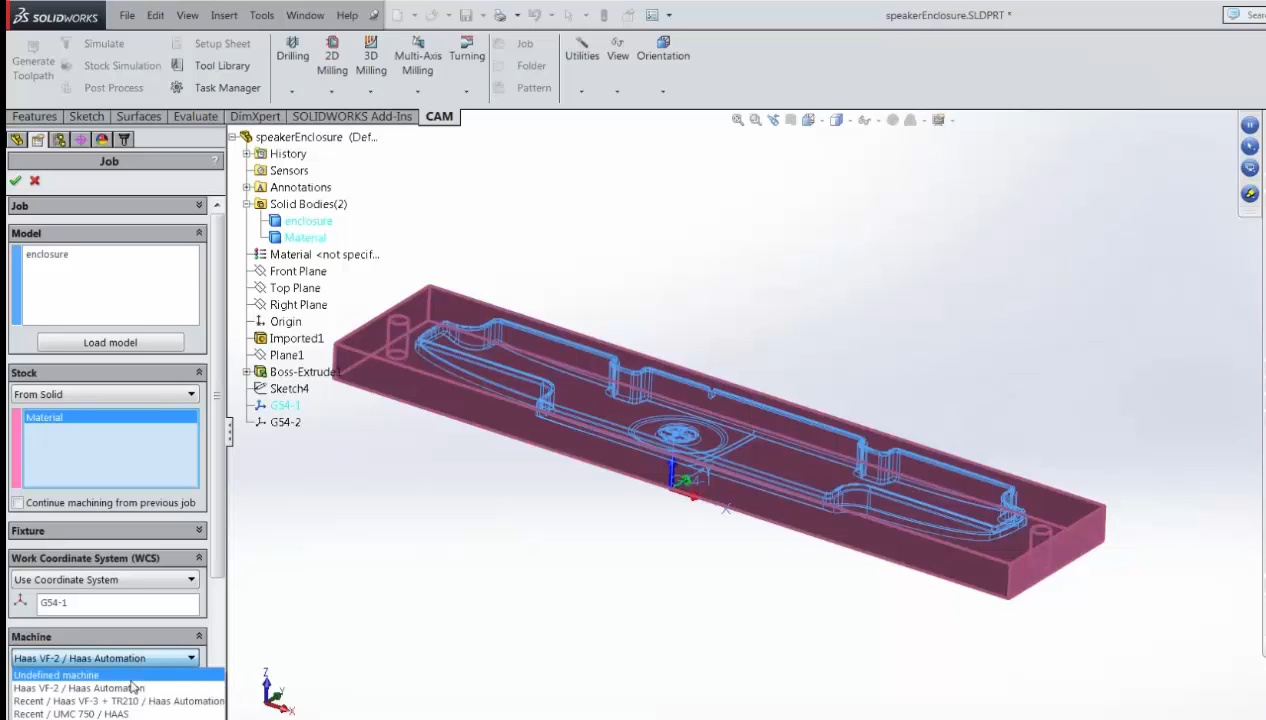 SOLIDWORKS File Edit View Insert Tools Window Help speakerEnclosure.SLDPRT *
Generate Toolpath
Simulate
Stock Simulation
Post Process
Setup Sheet
Tool Library
Task Manager
Drilling
2D Milling
3D Milling
Multi-Axis Milling
Turning
Job
Folder
Pattern
Utilities
View
Orientation
Features Sketch Surfaces Evaluate DimXpert SOLIDWORKS Add-Ins CAM
Job ?
Job
Model
enclosure
Load model
Stock
From Solid
Material
Continue machining from previous job
Fixture
Work Coordinate System (WCS)
Use Coordinate System
G54-1
Machine
Haas VF-2 / Haas Automation
Undefined machine
Haas VF-2 / Haas Automation
Recent / Haas VF-3 + TR210 / Haas Automation
Recent / UMC 750 / HAAS
speakerEnclosure (Def...
History
Sensors
Annotations
Solid Bodies(2)
enclosure
Material
Material <not specif...
Front Plane
Top Plane
Right Plane
Origin
Imported1
Plane1
Boss-Extrude1
Sketch4
G54-1
G54-2
G54-1
X
Z
Y
X